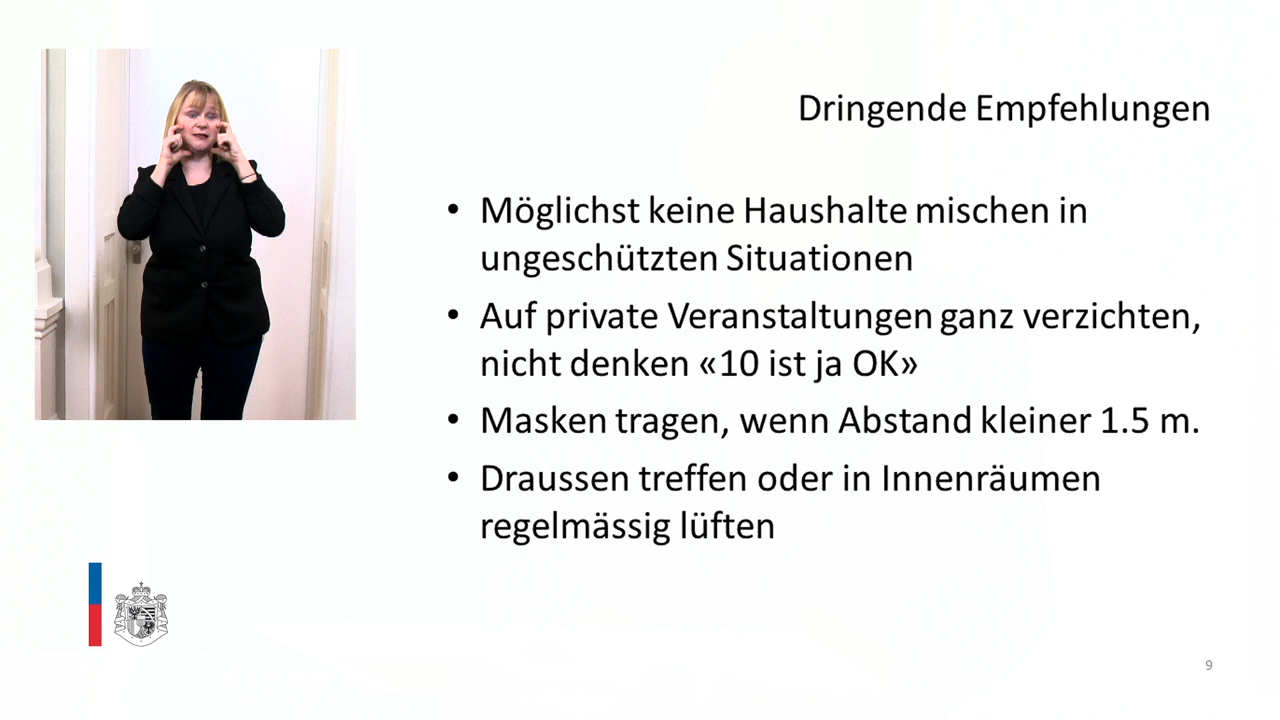 Dringende Empfehlungen
• Möglichst keine Haushalte mischen in
ungeschützten Situationen
• Auf private Veranstaltungen ganz verzichten,
nicht denken «10 ist ja OK»
• Masken tragen, wenn Abstand kleiner 1.5 m.
• Draussen treffen oder in Innenräumen
regelmässig lüften
9